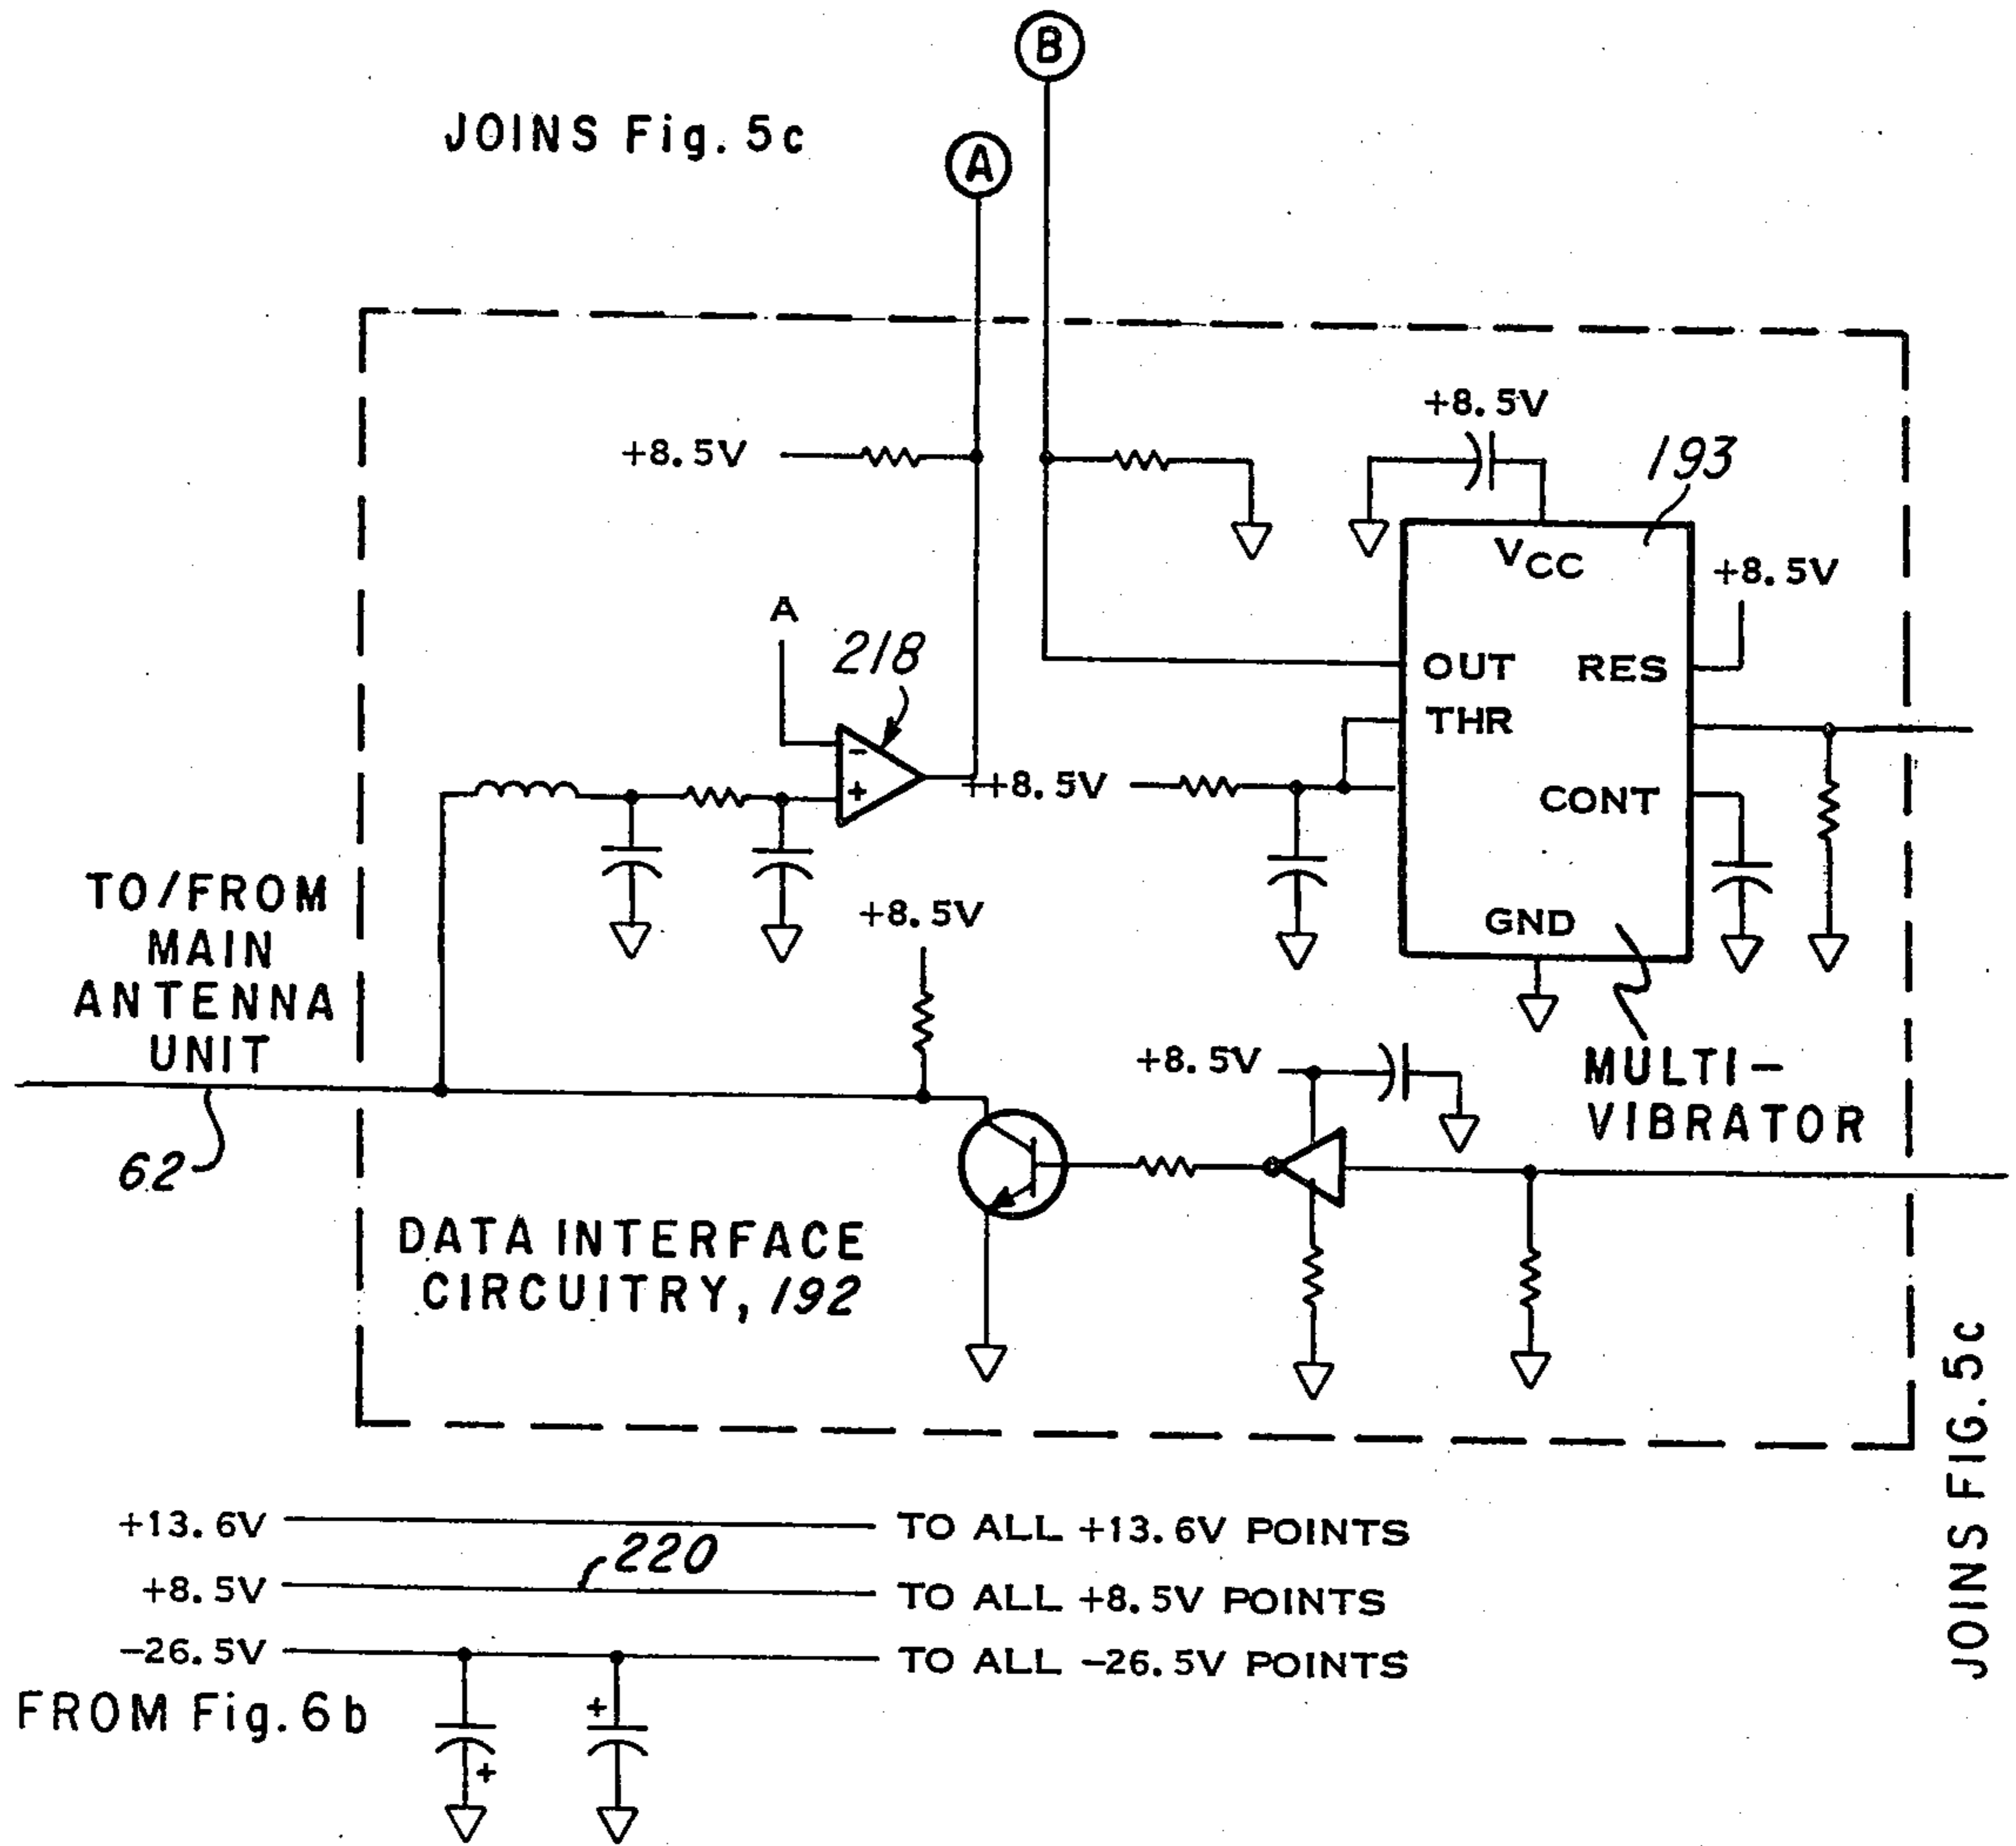 B
JOINS Fig. 5c
A
+8.5V
+8.5V
193
VCC
+8.5V
A
218
OUT
RES
THR
++8.5V
CONT
TO/FROM
MAIN
ANTENNA
UNIT
+8.5V
GND
+8.5V
MULTI-
VIBRATOR
62
DATA INTERFACE
CIRCUITRY, 192
JOINS FIG. 5c
+13.6V
TO ALL +13.6V POINTS
220
+8.5V
TO ALL +8.5V POINTS
-26.5V
TO ALL -26.5V POINTS
FROM Fig. 6b
+
+